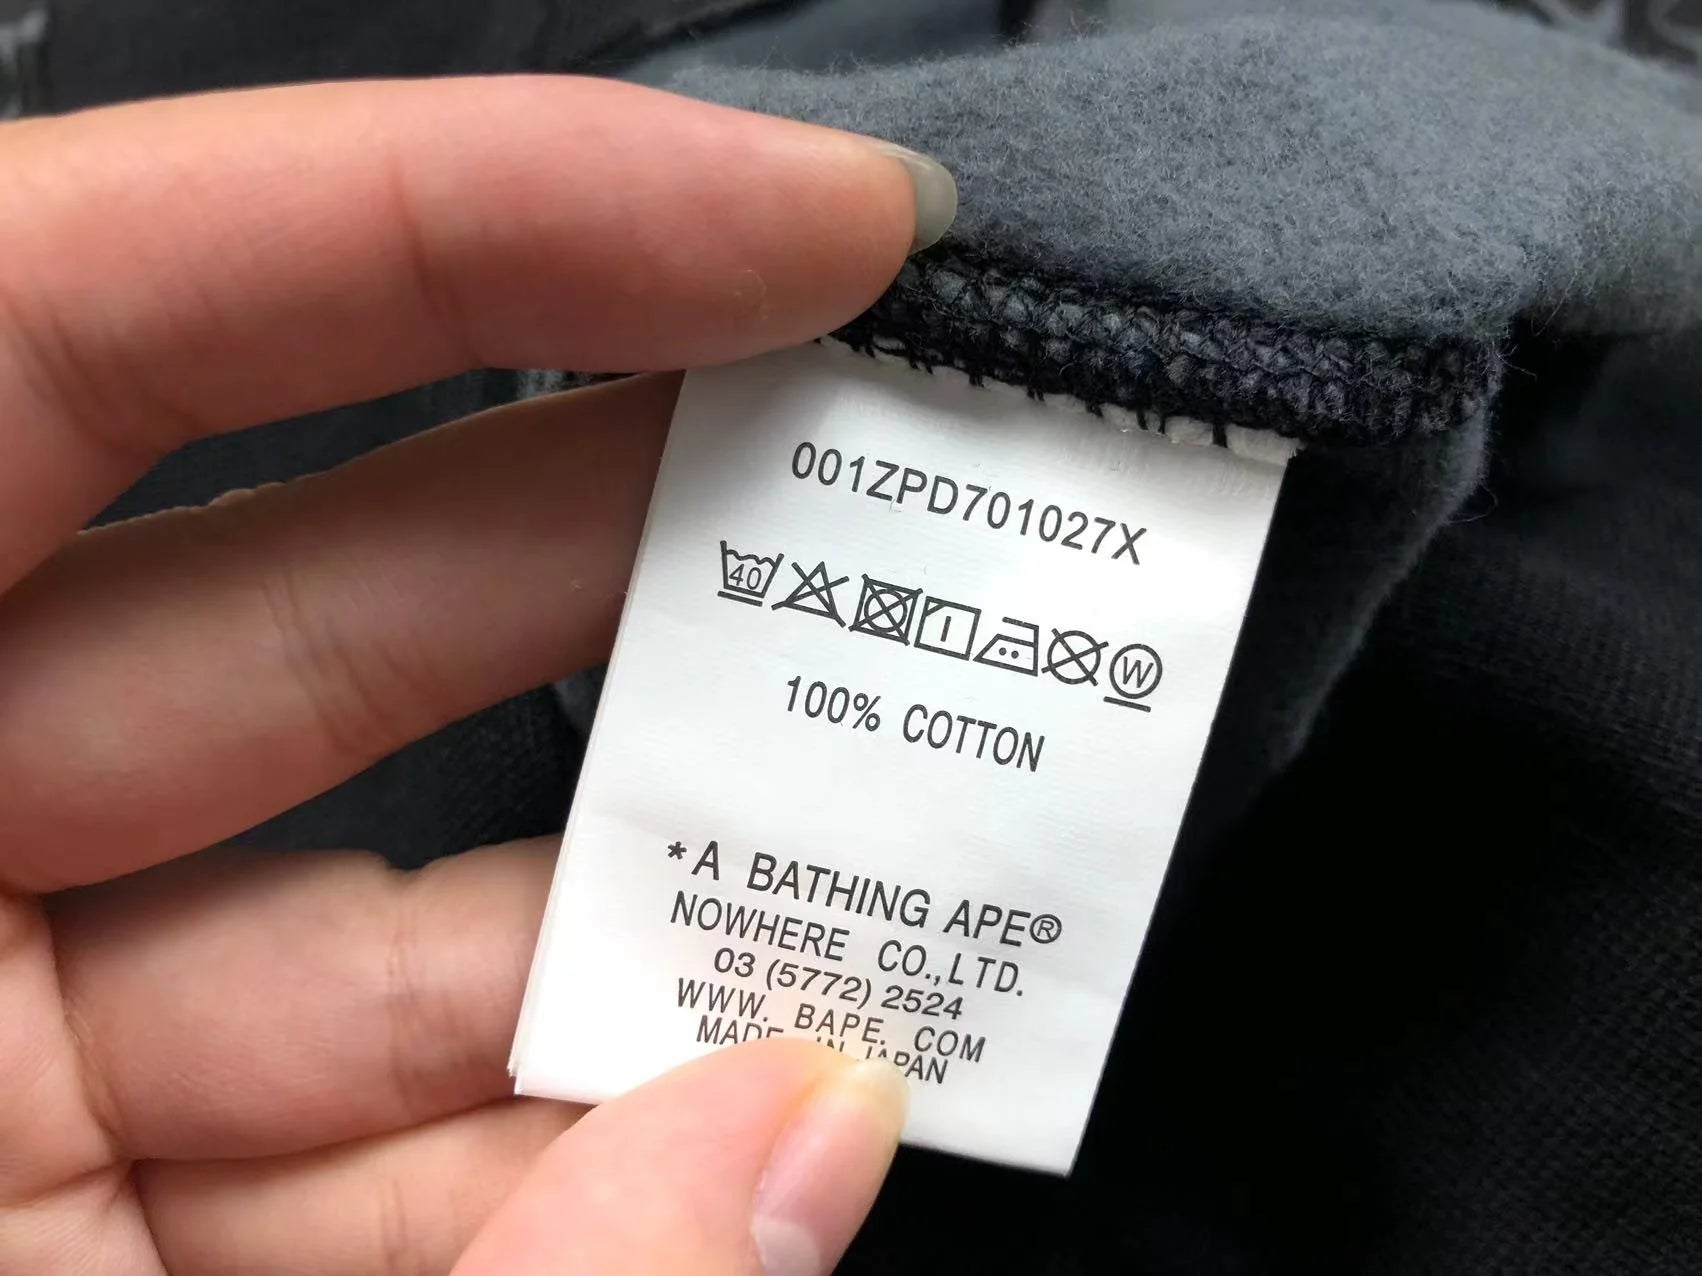 001ZPD701027X
40
W
100% COTTON
*A BATHING APE®
NOWHERE CO.,LTD.
03 (5772) 2524
WWW. BAPE. COM
MADE IN JAPAN